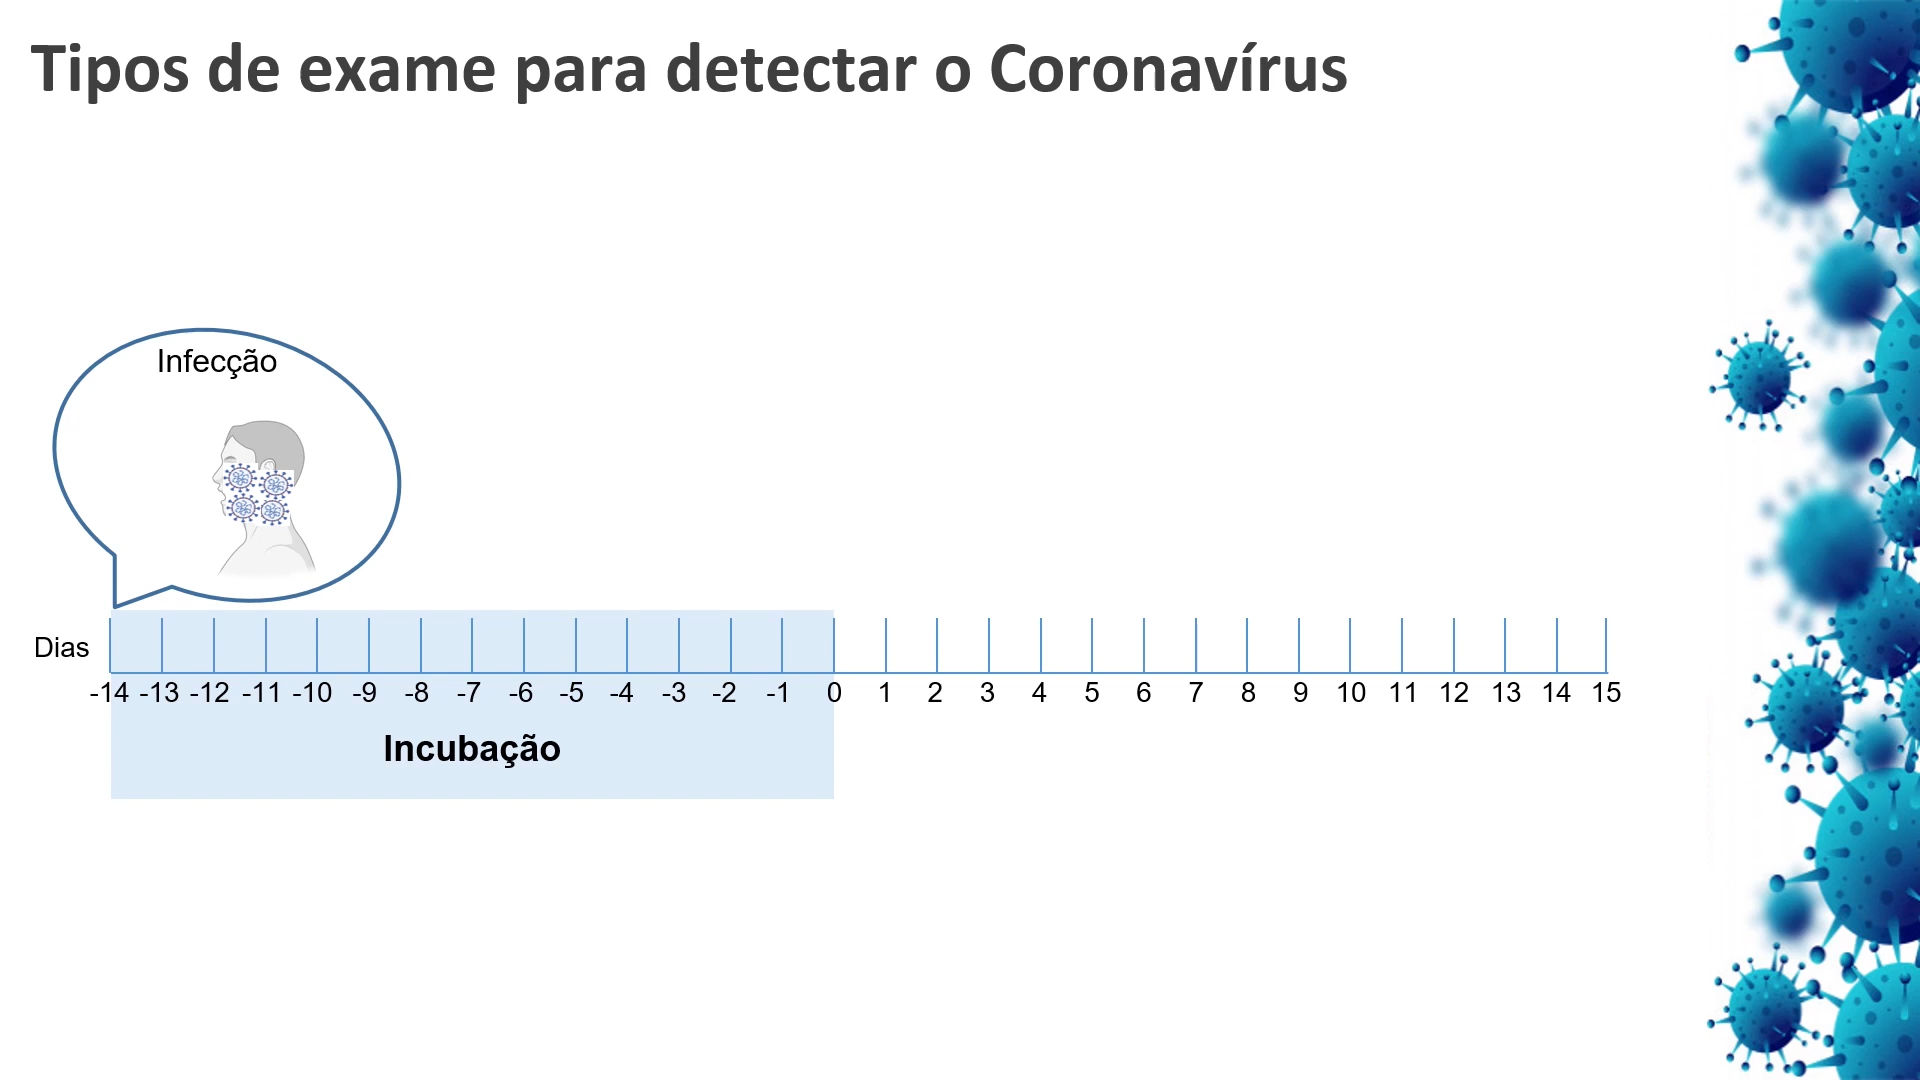 Tipos de exame para detectar o Coronavírus
Infecção
Dias
-14 -13 -12 -11 -10 -9 -8 -7 -6 -5 -4 -3 -2 -1 0 1 2 3 4 5 6 7 8 9 10 11 12 13 14 15
Incubação